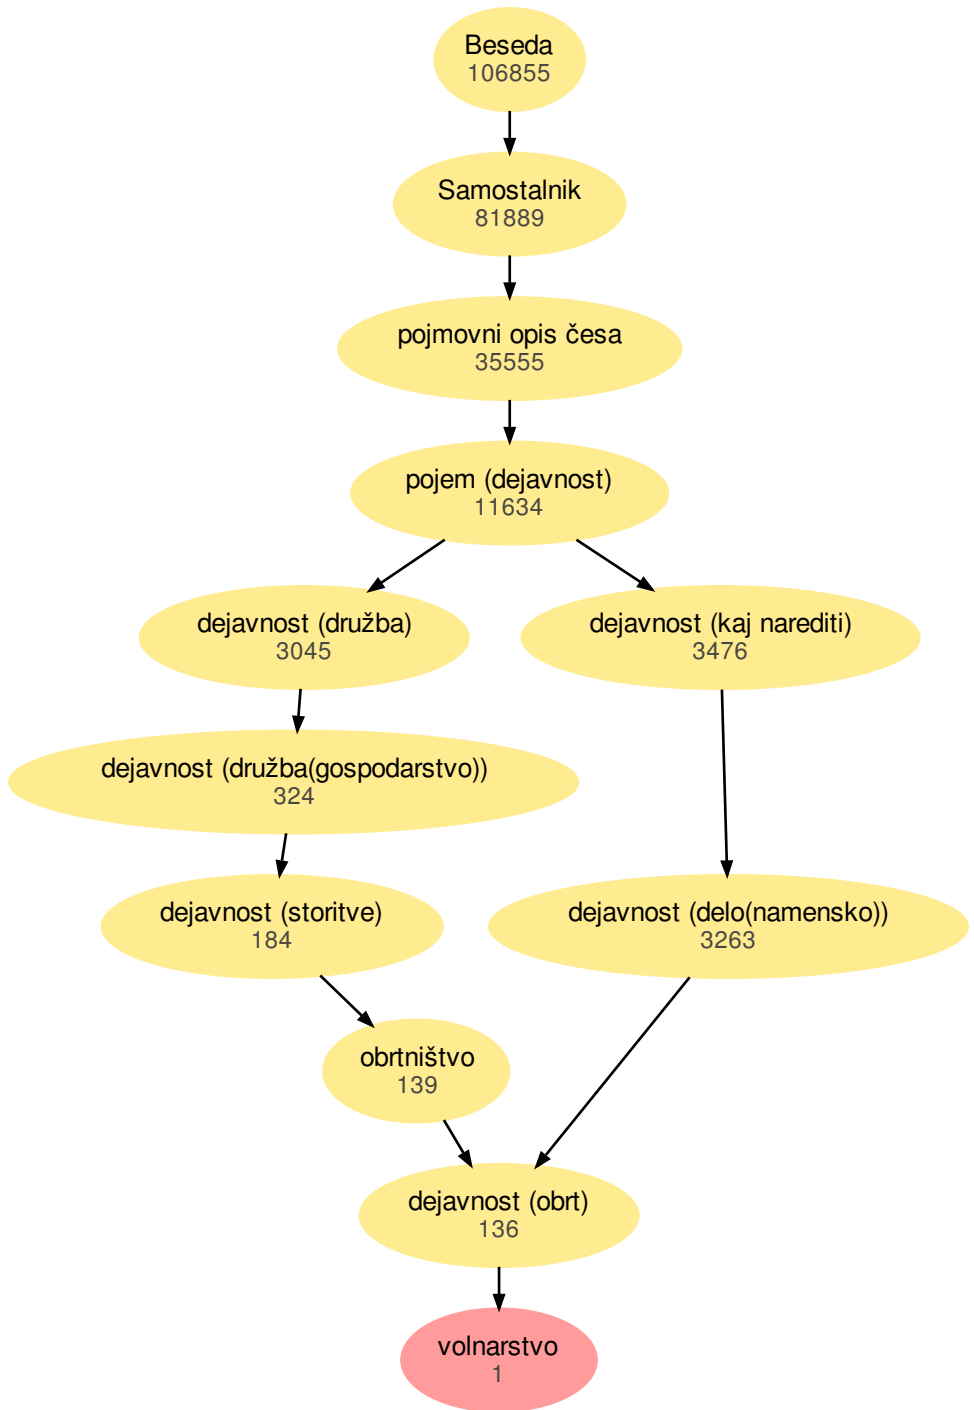 Beseda
106855
Samostalnik
81889
pojmovni opis česa
35555
pojem (dejavnost)
11634
dejavnost (družba)
3045
dejavnost (kaj narediti)
3476
dejavnost (družba(gospodarstvo))
324
dejavnost (storitve)
184
dejavnost (delo(namensko))
3263
obrtništvo
139
dejavnost (obrt)
136
volnarstvo
1